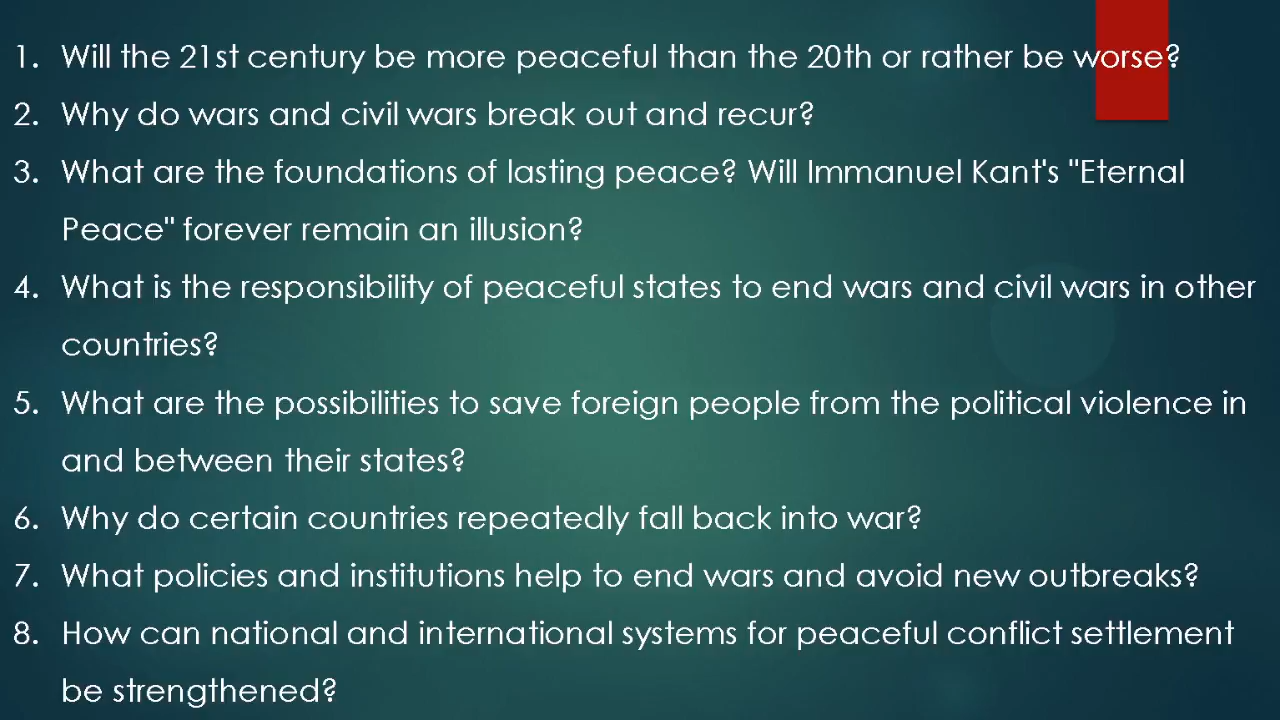 1. Will the 21st century be more peaceful than the 20th or rather be worse?
2. Why do wars and civil wars break out and recur?
3. What are the foundations of lasting peace? Will Immanuel Kant's "Eternal
Peace" forever remain an illusion?
4. What is the responsibility of peaceful states to end wars and civil wars in other
countries?
5. What are the possibilities to save foreign people from the political violence in
and between their states?
6. Why do certain countries repeatedly fall back into war?
7. What policies and institutions help to end wars and avoid new outbreaks?
8. How can national and international systems for peaceful conflict settlement
be strengthened?